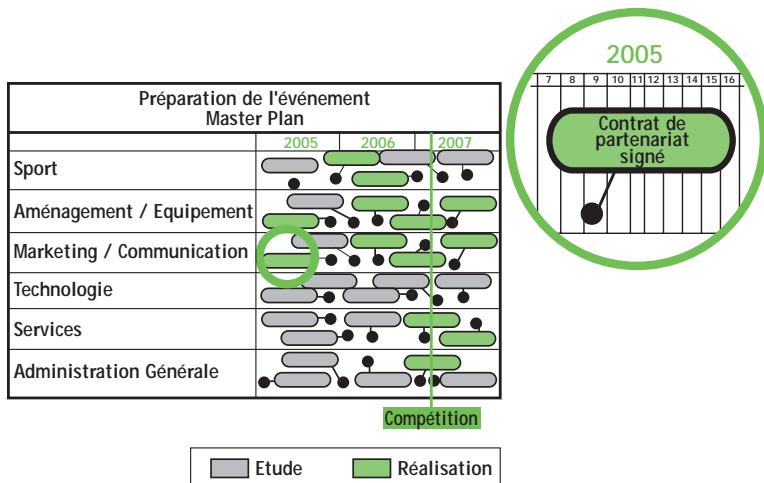 Préparation de l'événement
Master Plan
2005 2006 2007
Sport
Aménagement / Equipement
Marketing / Communication
Technologie
Services
Administration Générale
Compétition
Etude Réalisation
2005
7 8 9 10 11 12 13 14 15 16
Contrat de
partenariat
signé